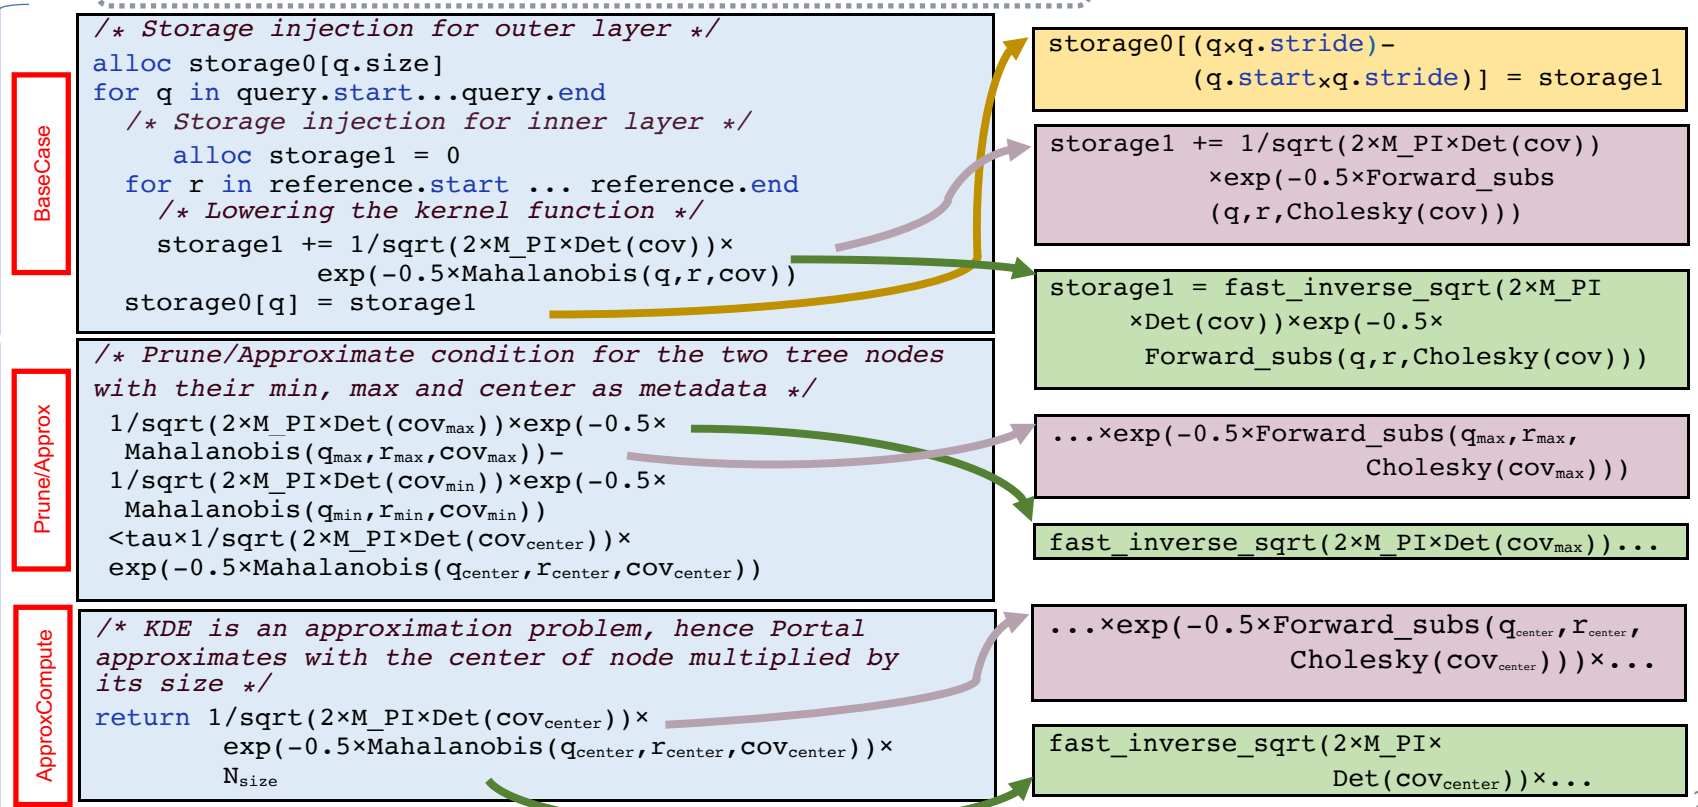 BaseCase
/* Storage injection for outer layer */
alloc storage0[q.size]
for q in query.start...query.end
/* Storage injection for inner layer */
alloc storage1 = 0
for r in reference.start ... reference.end
/* Lowering the kernel function */
storage1 += 1/sqrt(2×M_PI×Det(cov))×
exp(-0.5×Mahalanobis(q,r,cov))
storage0[q] = storage1
storage0[(q×q.stride)-
(q.start×q.stride)] = storage1
storage1 += 1/sqrt(2×M_PI×Det(cov))
×exp(-0.5×Forward_subs
(q,r,Cholesky(cov)))
storage1 = fast_inverse_sqrt(2×M_PI
×Det(cov))×exp(-0.5×
Forward_subs(q,r,Cholesky(cov)))
Prune/Approx
/* Prune/Approximate condition for the two tree nodes
with their min, max and center as metadata */
1/sqrt(2×M_PI×Det(covmax))×exp(-0.5×
Mahalanobis(qmax,rmax,covmax))-
1/sqrt(2×M_PI×Det(covmin))×exp(-0.5×
Mahalanobis(qmin,rmin,covmin))
<tau×1/sqrt(2×M_PI×Det(covcenter))×
exp(-0.5×Mahalanobis(qcenter,rcenter,covcenter))
...×exp(-0.5×Forward_subs(qmax,rmax,
Cholesky(covmax)))
fast_inverse_sqrt(2×M_PI×Det(covmax))...
ApproxCompute
/* KDE is an approximation problem, hence Portal
approximates with the center of node multiplied by
its size */
return 1/sqrt(2×M_PI×Det(covcenter))×
exp(-0.5×Mahalanobis(qcenter,rcenter,covcenter))×
Nsize
...×exp(-0.5×Forward_subs(qcenter,rcenter,
Cholesky(covcenter)))×...
fast_inverse_sqrt(2×M_PI×
Det(covcenter))×...